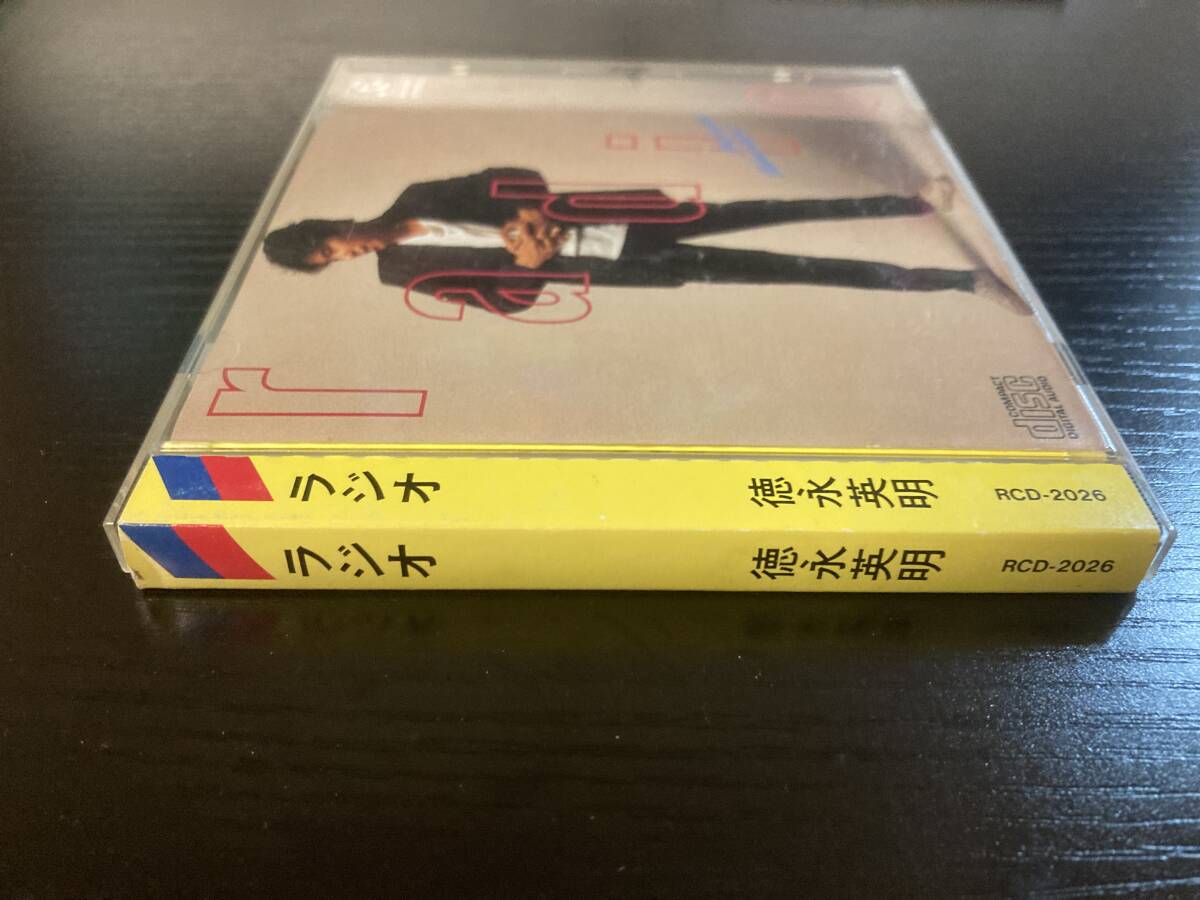 radi
COMPACT
disc
DIGITAL AUDIO
ラジオ 徳永英明 RCD-2026
ラジオ 徳永英明 RCD-2026